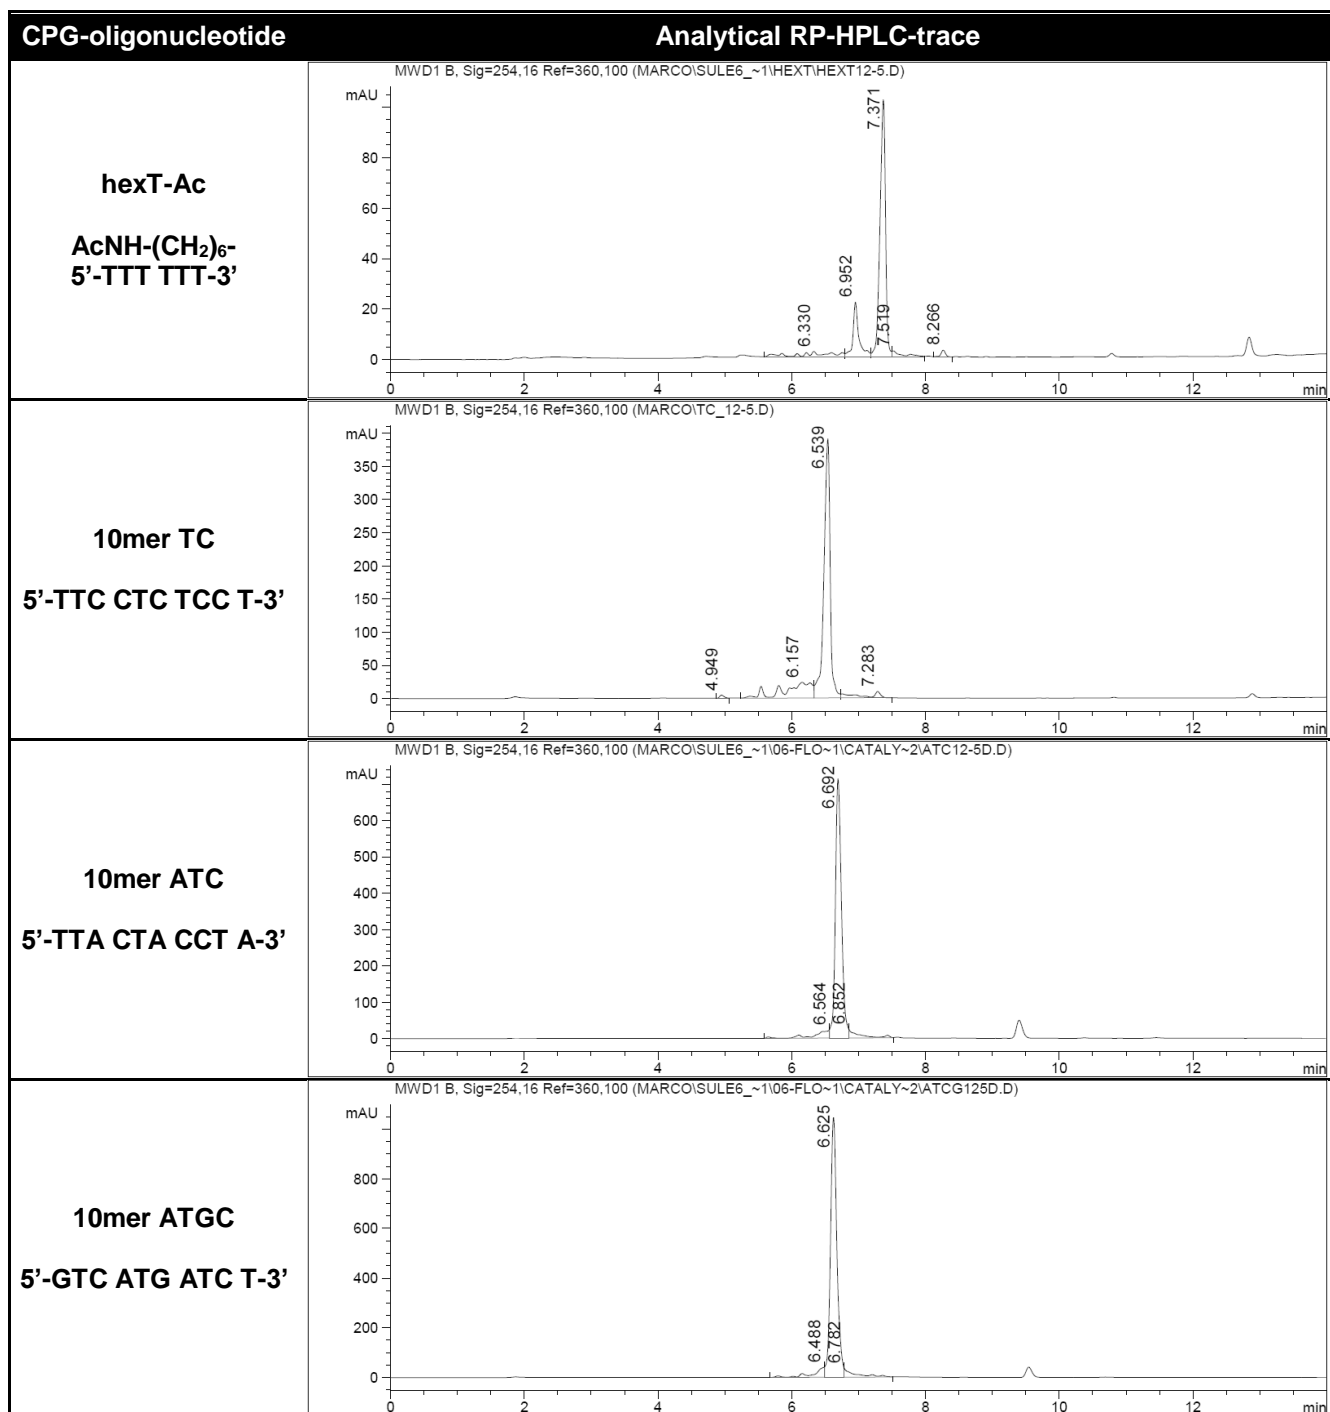 CPG-oligonucleotide
Analytical RP-HPLC-trace
hexT-Ac
AcNH-(CH₂)₆-
5’-TTT TTT-3’
MWD1 B, Sig=254,16 Ref=360,100 (MARCO\SULE6_~1\HEXT\HEXT12-5.D)
mAU
80
60
40
20
0
6.330
6.952
7.371
7.519
8.266
0 2 4 6 8 10 12 min
10mer TC
5’-TTC CTC TCC T-3’
MWD1 B, Sig=254,16 Ref=360,100 (MARCO\TC_12-5.D)
mAU
350
300
250
200
150
100
50
0
4.949
6.157
6.539
7.283
0 2 4 6 8 10 12 min
10mer ATC
5’-TTA CTA CCT A-3’
MWD1 B, Sig=254,16 Ref=360,100 (MARCO\SULE6_~1\06-FLO~1\CATALY~2\ATC12-5D.D)
mAU
600
500
400
300
200
100
0
6.564
6.692
6.852
0 2 4 6 8 10 12 min
10mer ATGC
5’-GTC ATG ATC T-3’
MWD1 B, Sig=254,16 Ref=360,100 (MARCO\SULE6_~1\06-FLO~1\CATALY~2\ATCG125D.D)
mAU
800
600
400
200
0
6.488
6.625
6.782
0 2 4 6 8 10 12 min